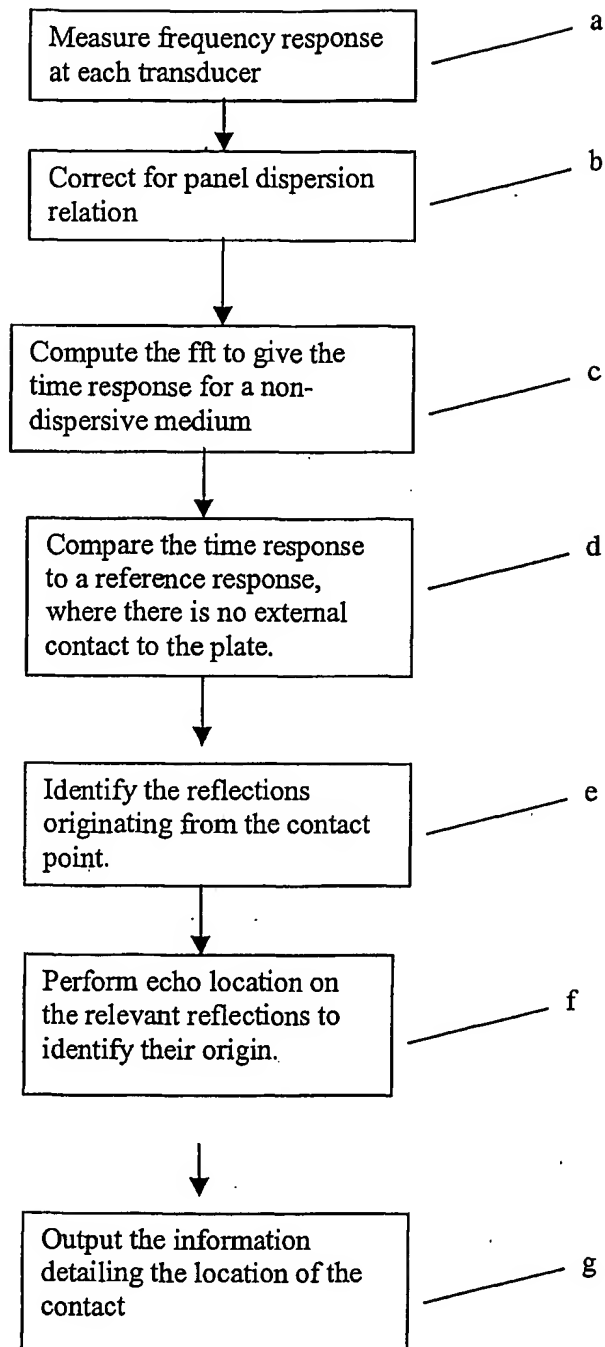 Measure frequency response
at each transducer
a
Correct for panel dispersion
relation
b
Compute the fft to give the
time response for a non-
dispersive medium
c
Compare the time response
to a reference response,
where there is no external
contact to the plate.
d
Identify the reflections
originating from the contact
point.
e
Perform echo location on
the relevant reflections to
identify their origin.
f
Output the information
detailing the location of the
contact
g